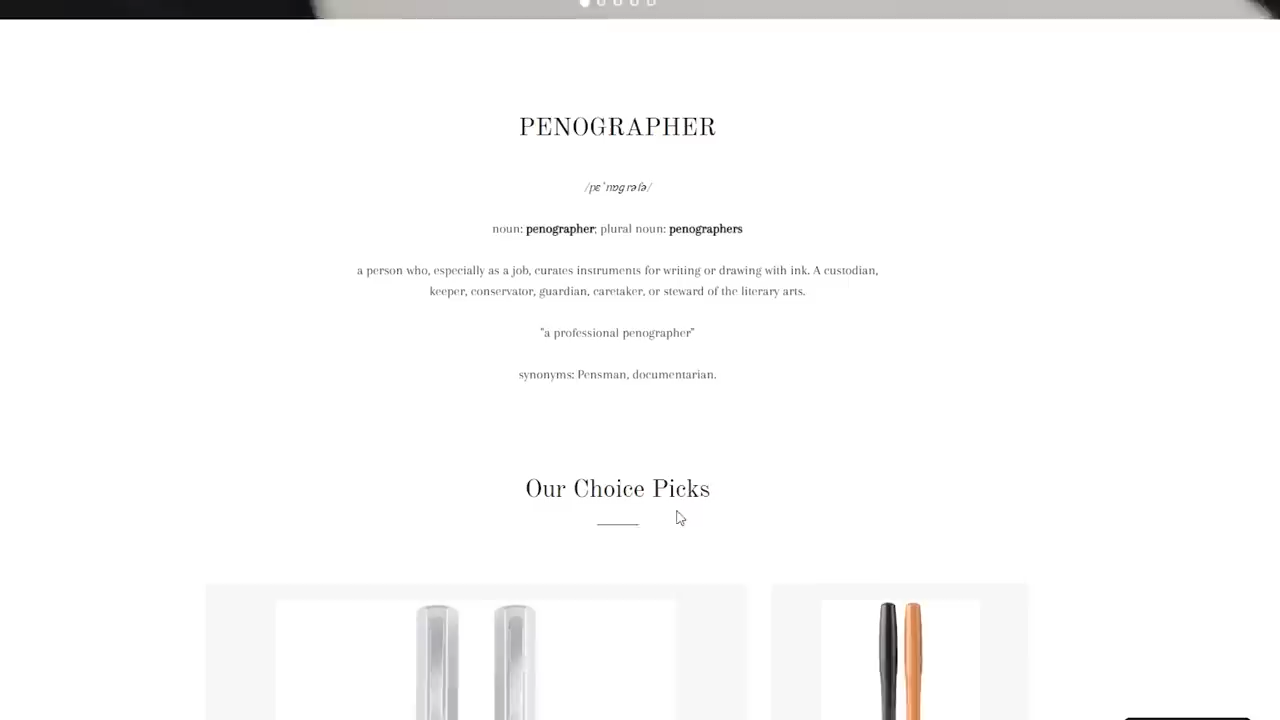 PENOGRAPHER
/pɛˈnɒɡrəfə/
noun: penographer; plural noun: penographers
a person who, especially as a job, curates instruments for writing or drawing with ink. A custodian,
keeper, conservator, guardian, caretaker, or steward of the literary arts.
"a professional penographer"
synonyms: Pensman, documentarian.
Our Choice Picks